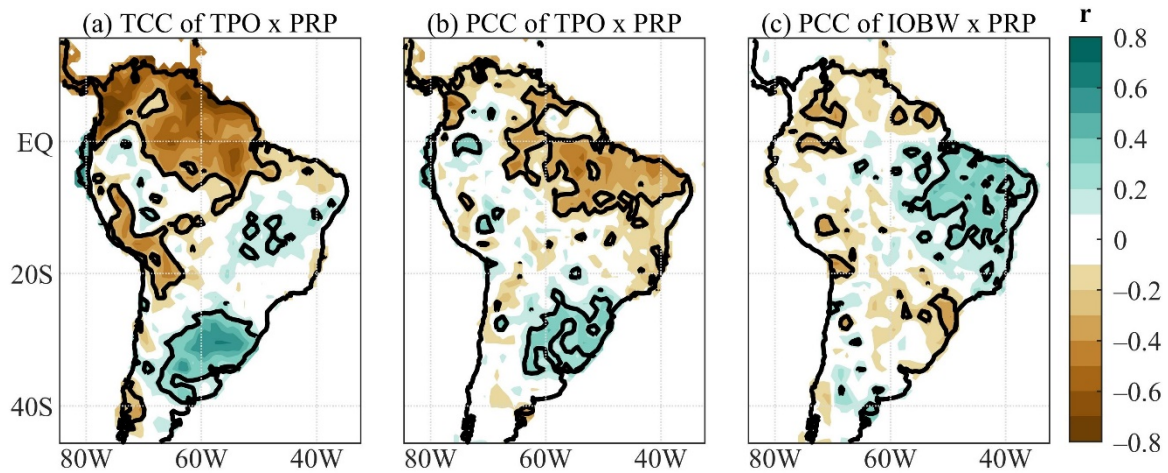 (a) TCC of TPO x PRP
(b) PCC of TPO x PRP
(c) PCC of IOBW x PRP
r
EQ
20S
40S
80W 60W 40W
80W 60W 40W
80W 60W 40W
0.8
0.6
0.4
0.2
0
–0.2
–0.4
–0.6
–0.8